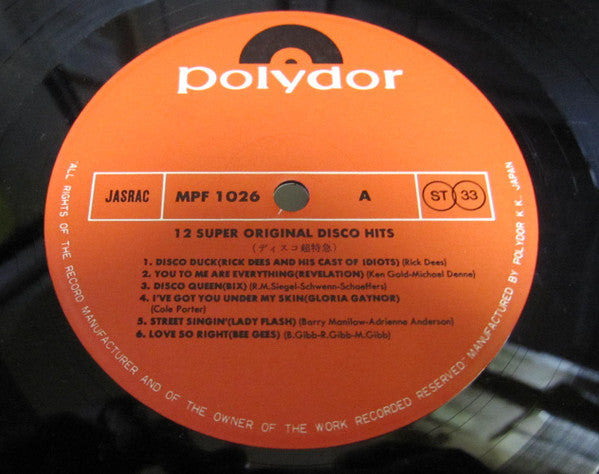 polydor
JASRAC
MPF 1026
A
ST 33
12 SUPER ORIGINAL DISCO HITS
(ディスコ超特急)
1. DISCO DUCK(RICK DEES AND HIS CAST OF IDIOTS) (Rick Dees)
2. YOU TO ME ARE EVERYTHING(REVELATION) (Ken Gold-Michael Denne)
3. DISCO QUEEN(BIX) (R.M.Siegel-Schwenn-Schaeffers)
4. I'VE GOT YOU UNDER MY SKIN(GLORIA GAYNOR)
(Cole Porter)
5. STREET SINGIN'(LADY FLASH) (Barry Manilow-Adrienne Anderson)
6. LOVE SO RIGHT(BEE GEES) (B.Gibb-R.Gibb-M.Gibb)
"ALL RIGHTS OF THE RECORD MANUFACTURER AND OF THE OWNER OF THE WORK RECORDED RESERVED" MANUFACTURED BY POLYDOR K.K. JAPAN